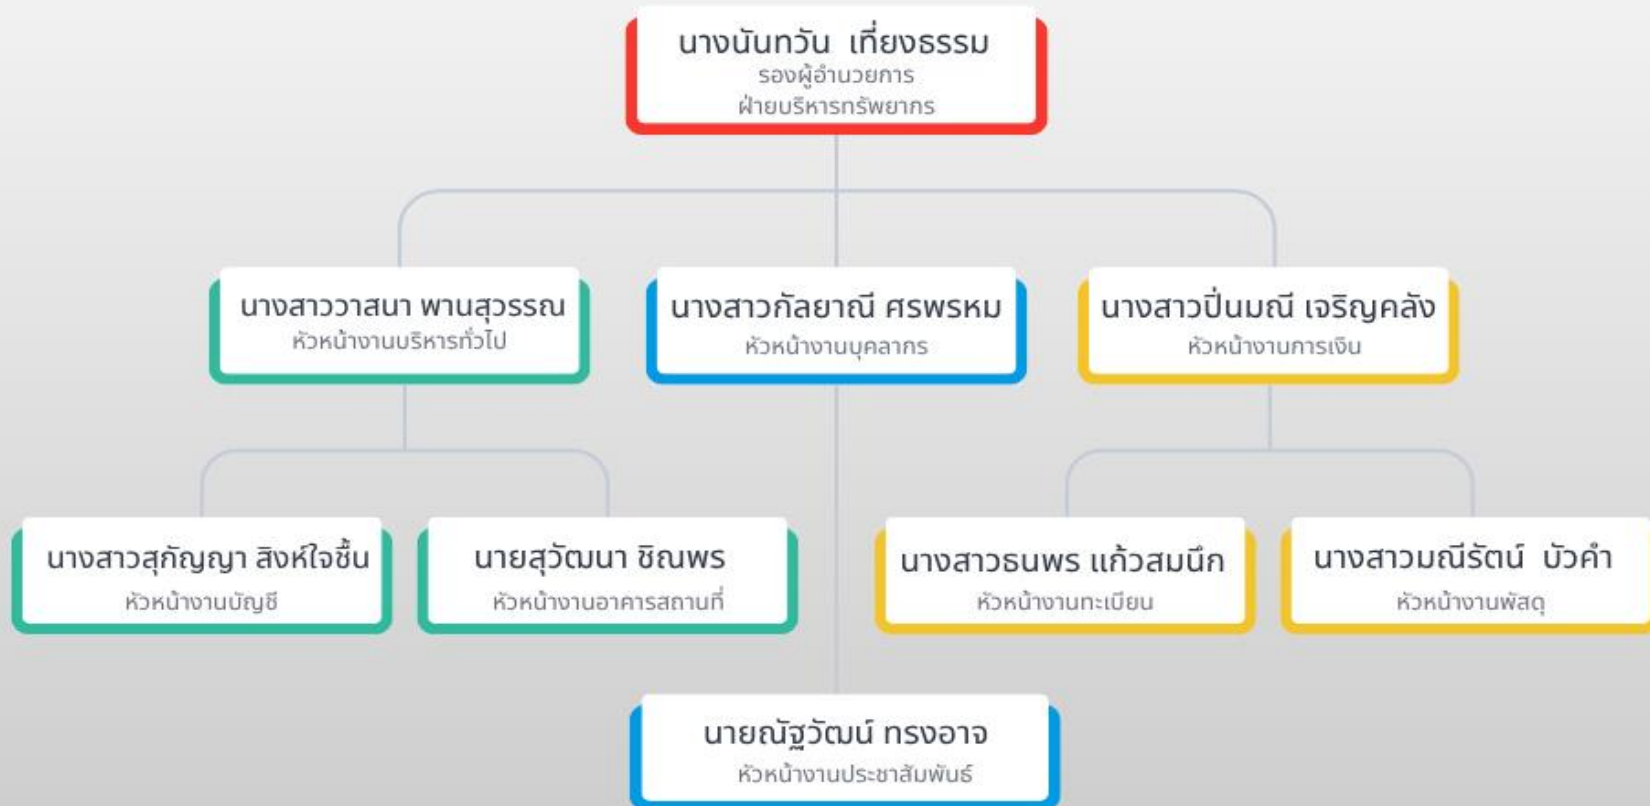 นางนันทวัน เที่ยงธรรม
รองผู้อำนวยการ
ฝ่ายบริหารทรัพยากร
นางสาววาสนา พานสุวรรณ
หัวหน้างานบริหารทั่วไป
นางสาวกัลยาณี ศรพรหม
หัวหน้างานบุคลากร
นางสาวปิ่นมณี เจริญคลัง
หัวหน้างานการเงิน
นางสาวสุกัญญา สิงห์ใจชื้น
หัวหน้างานบัญชี
นายสุวัฒนา ชิณพร
หัวหน้างานอาคารสถานที่
นางสาวธนพร แก้วสมนึก
หัวหน้างานทะเบียน
นางสาวมณีรัตน์ บัวคำ
หัวหน้างานพัสดุ
นายณัฐวัฒน์ ทรงอาจ
หัวหน้างานประชาสัมพันธ์